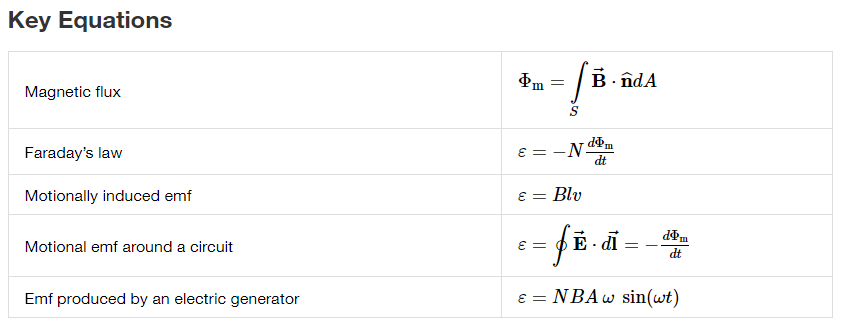 Key Equations
Magnetic flux Φm = ∫S B⃗ · n̂dA
Faraday's law ε = −N dΦm/dt
Motionally induced emf ε = Blv
Motional emf around a circuit ε = ∮ E⃗ · dl⃗ = − dΦm/dt
Emf produced by an electric generator ε = NBAω sin(ωt)